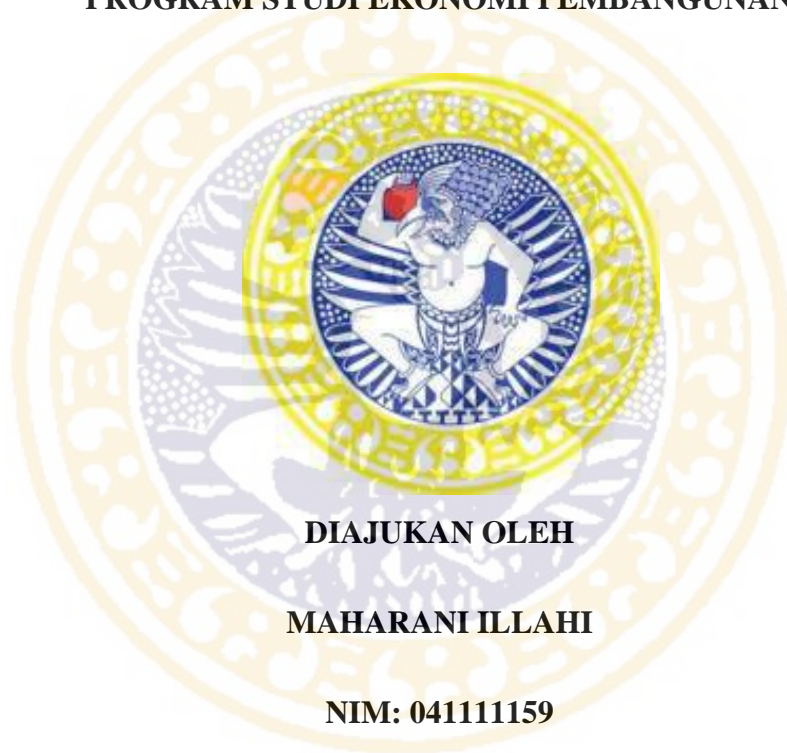 PROGRAM STUDI EKONOMI PEMBANGUNAN
DIAJUKAN OLEH
MAHARANI ILLAHI
NIM: 041111159